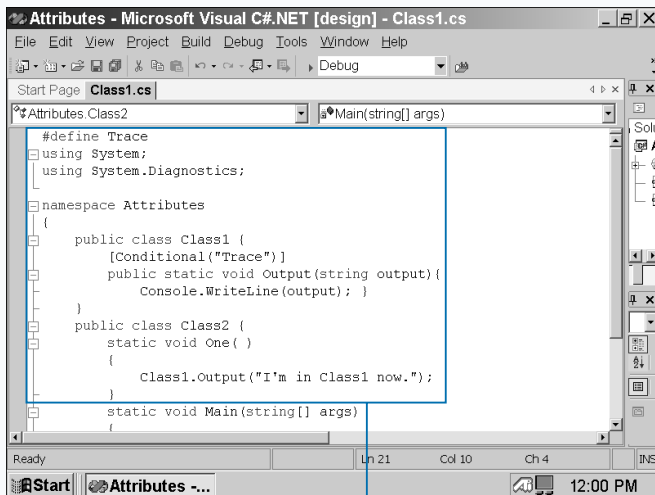 Attributes - Microsoft Visual C#.NET [design] - Class1.cs
File Edit View Project Build Debug Tools Window Help
Debug
Start Page Class1.cs
Attributes.Class2 Main(string[] args)
#define Trace
using System;
using System.Diagnostics;
namespace Attributes
{
public class Class1 {
[Conditional("Trace")]
public static void Output(string output){
Console.WriteLine(output); }
}
public class Class2 {
static void One( )
{
Class1.Output("I'm in Class1 now.");
}
static void Main(string[] args)
{
Ready Ln 21 Col 10 Ch 4 INS
Start Attributes -... 12:00 PM